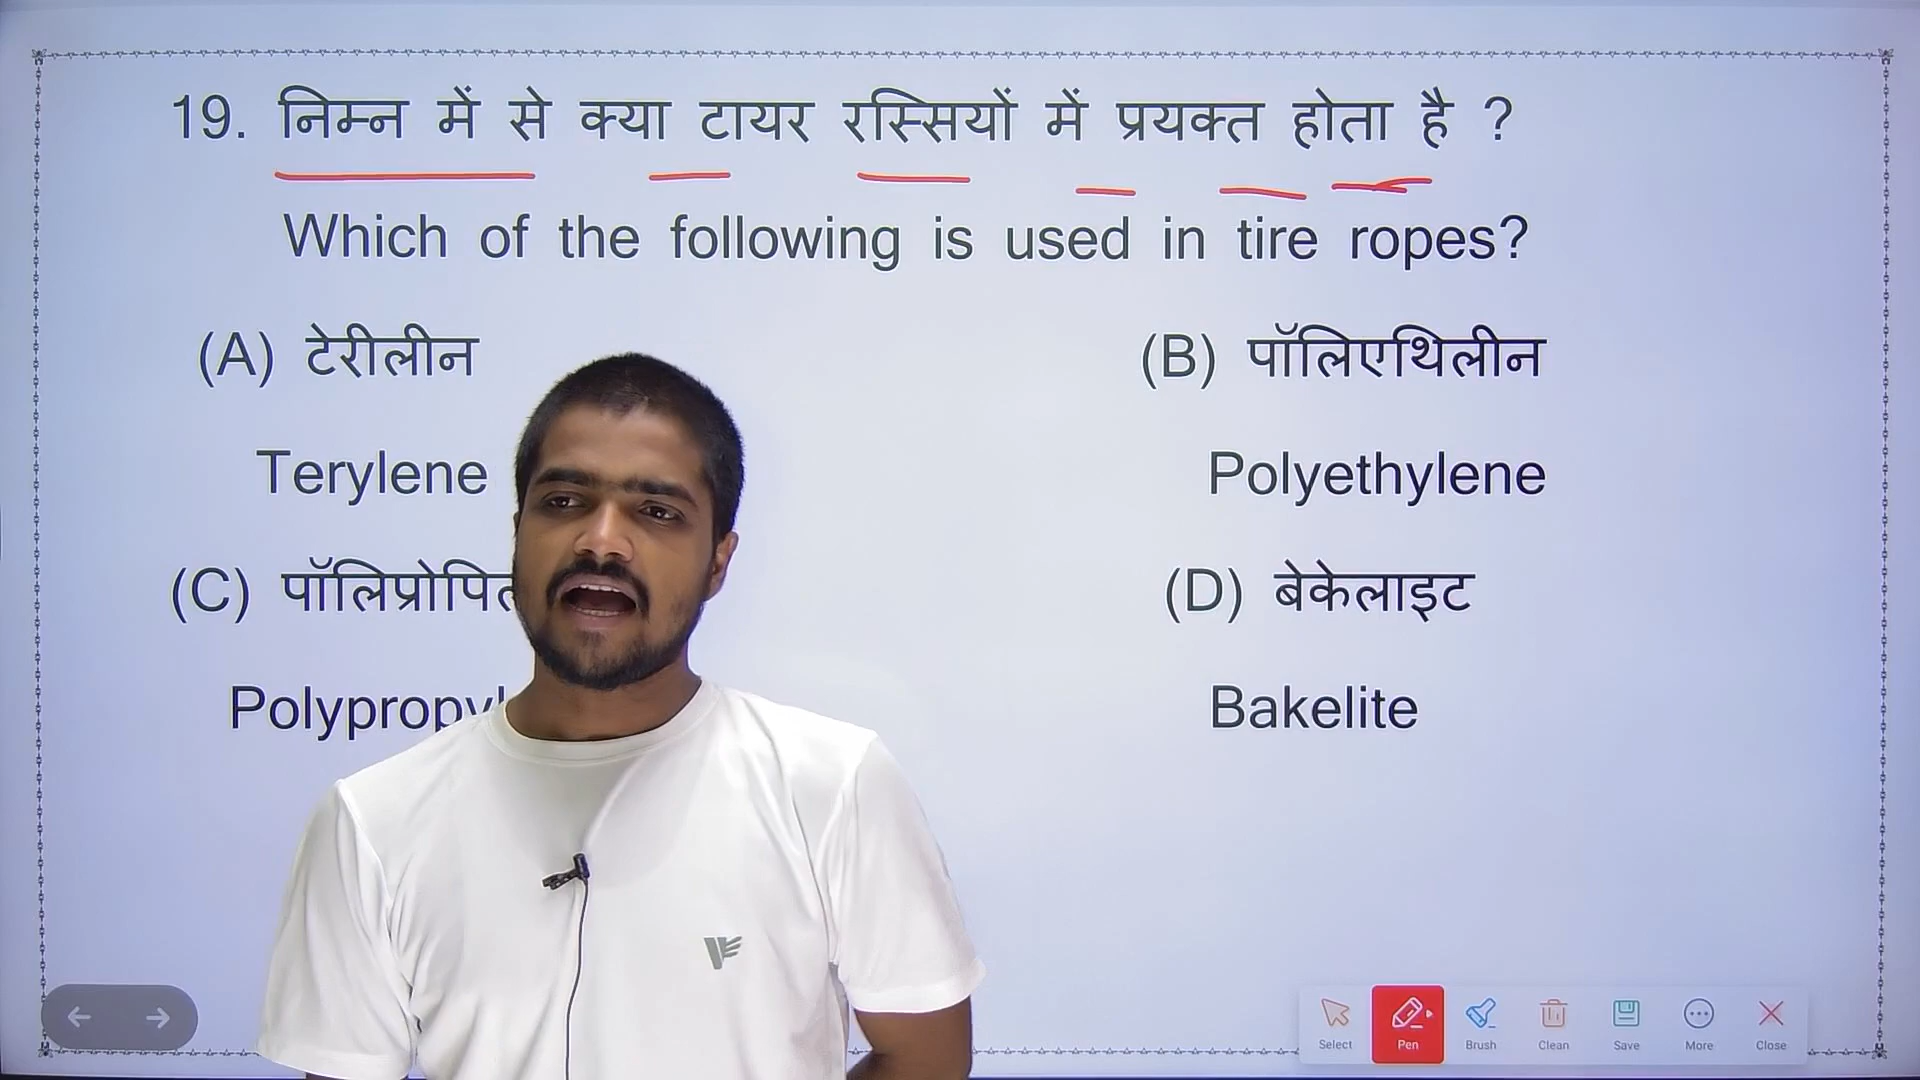 19. निम्न में से क्या टायर रस्सियों में प्रयक्त होता है ?
Which of the following is used in tire ropes?
(A) टेरीलीन
(B) पॉलिएथिलीन
Terylene
Polyethylene
(C)
(D) बेकेलाइट
Bakelite
Select
Pen
Brush
Clean
Save
More
Close